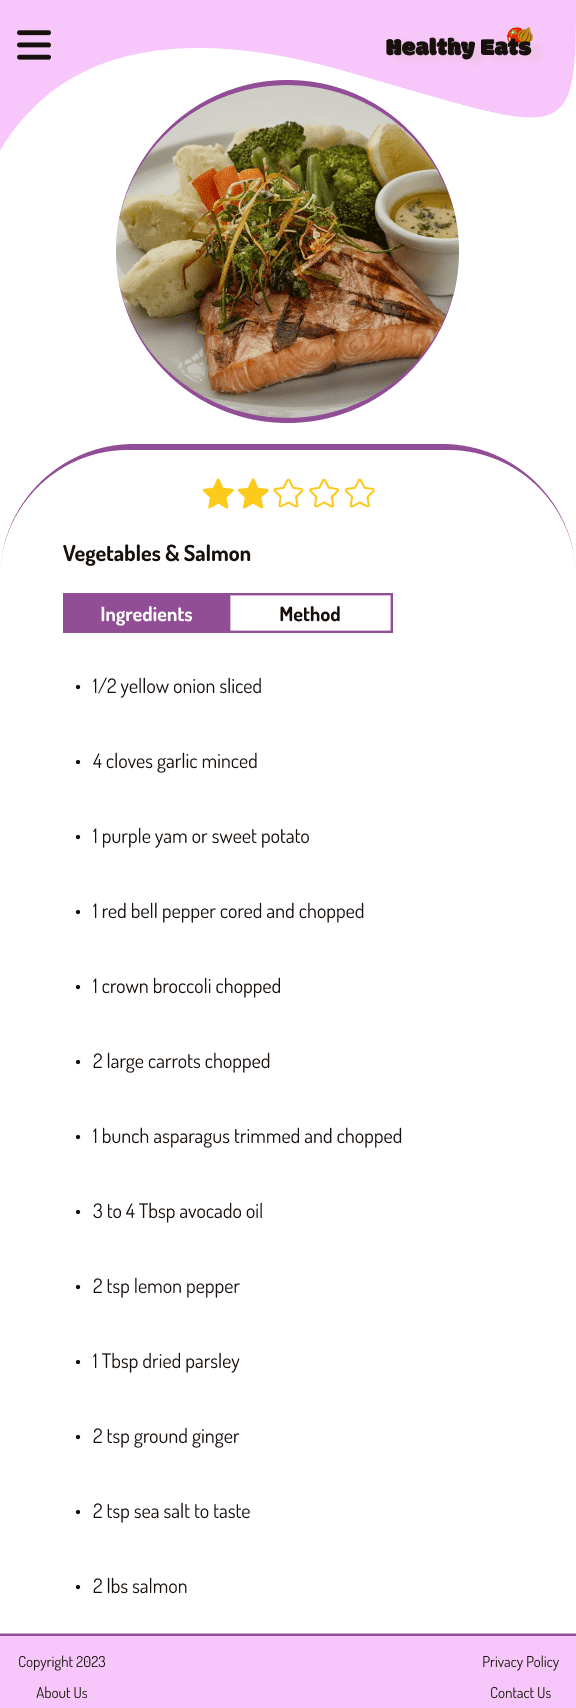 Healthy Eats
Vegetables & Salmon
Ingredients
Method
• 1/2 yellow onion sliced
• 4 cloves garlic minced
• 1 purple yam or sweet potato
• 1 red bell pepper cored and chopped
• 1 crown broccoli chopped
• 2 large carrots chopped
• 1 bunch asparagus trimmed and chopped
• 3 to 4 Tbsp avocado oil
• 2 tsp lemon pepper
• 1 Tbsp dried parsley
• 2 tsp ground ginger
• 2 tsp sea salt to taste
• 2 lbs salmon
Copyright 2023
Privacy Policy
About Us
Contact Us